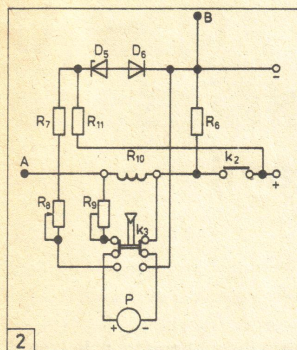 B
D₅ D₆
−
R₇ R₁₁ R₆
A R₁₀ k₂
+
R₈ R₉ k₃
P
+ −
2